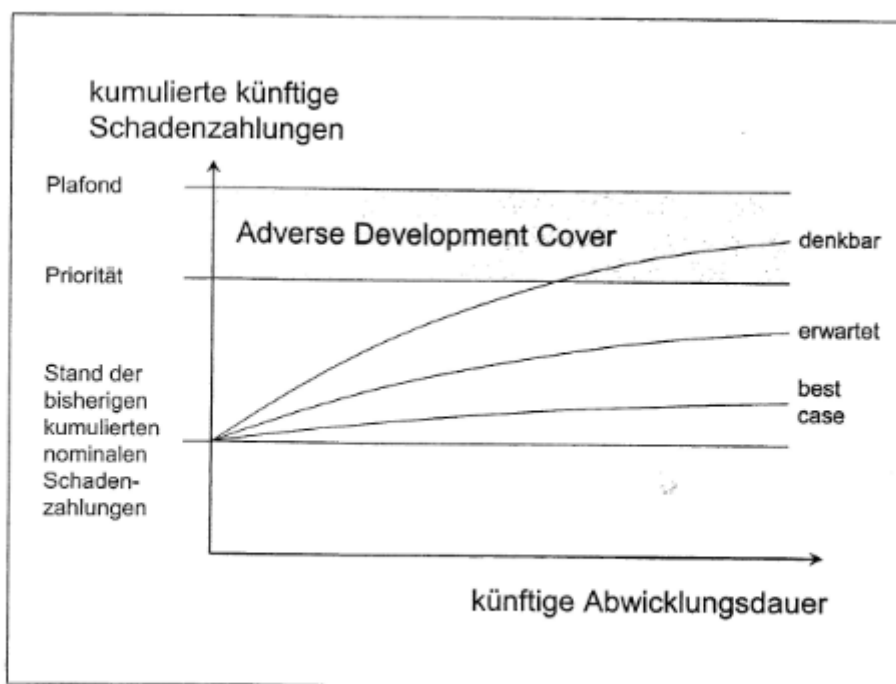 kumulierte künftige
Schadenzahlungen
Plafond
Adverse Development Cover
denkbar
Priorität
erwartet
Stand der
bisherigen
kumulierten
nominalen
Schaden-
zahlungen
best
case
künftige Abwicklungsdauer